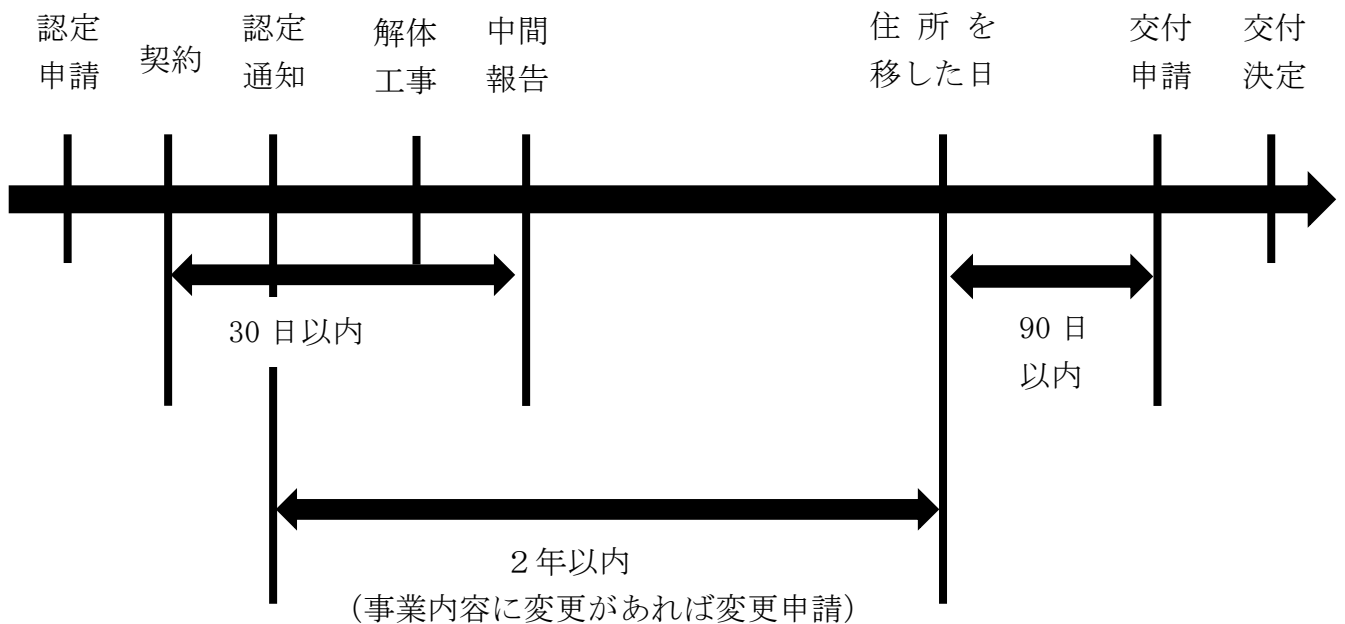 認定
申請
契約
認定
通知
解体
工事
中間
報告
住所を
移した日
交付
申請
交付
決定
30 日以内
90 日
以内
２年以内
（事業内容に変更があれば変更申請）